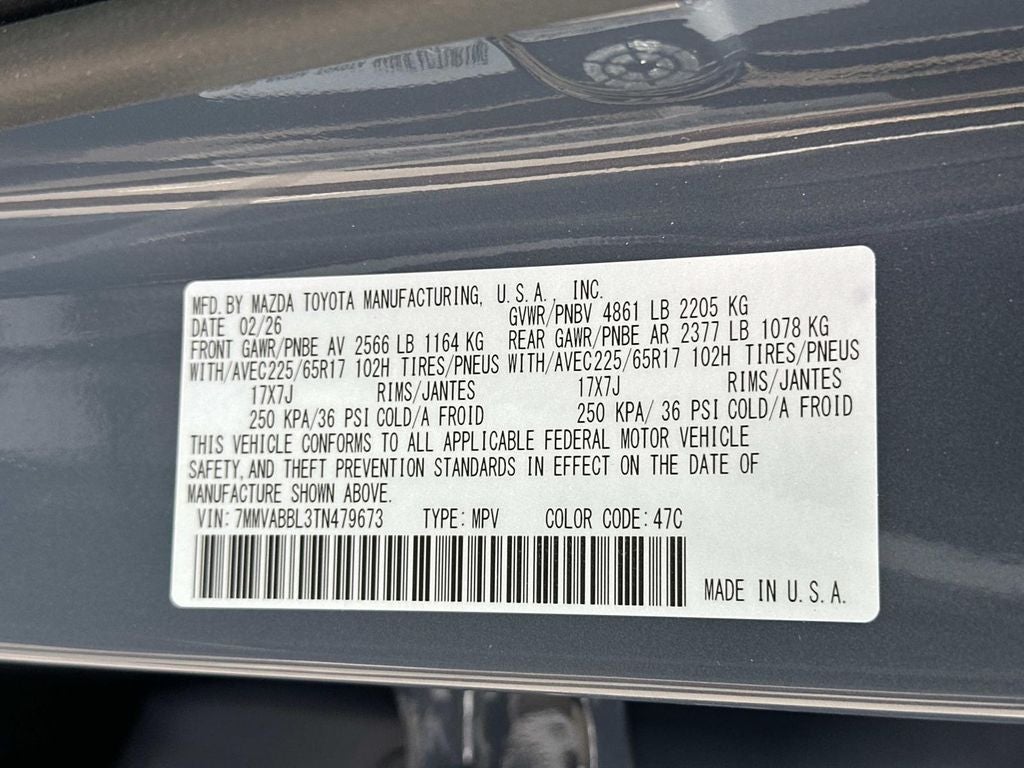 MFD. BY MAZDA TOYOTA MANUFACTURING, U.S.A., INC.
DATE 02/26 GVWR/PNBV 4861 LB 2205 KG
FRONT GAWR/PNBE AV 2566 LB 1164 KG REAR GAWR/PNBE AR 2377 LB 1078 KG
WITH/AVEC225/65R17 102H TIRES/PNEUS WITH/AVEC225/65R17 102H TIRES/PNEUS
17X7J RIMS/JANTES 17X7J RIMS/JANTES
250 KPA/36 PSI COLD/A FROID 250 KPA/ 36 PSI COLD/A FROID
THIS VEHICLE CONFORMS TO ALL APPLICABLE FEDERAL MOTOR VEHICLE
SAFETY, AND THEFT PREVENTION STANDARDS IN EFFECT ON THE DATE OF
MANUFACTURE SHOWN ABOVE.
VIN: 7MMVABBL3TN479673 TYPE: MPV COLOR CODE: 47C
MADE IN U.S.A.